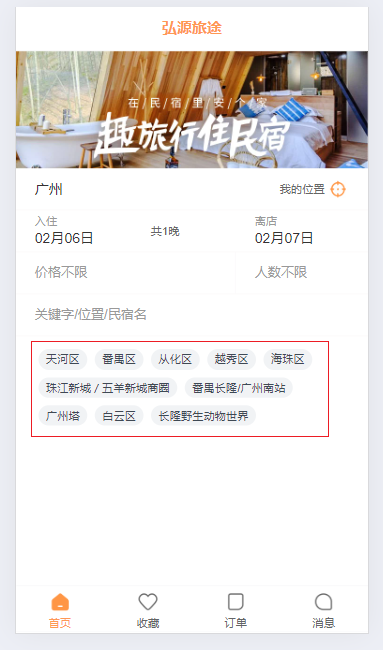 弘源旅途
在/民/宿/里/安/个/家
趣旅行住民宿
广州 我的位置
入住 离店
02月06日 共1晚 02月07日
价格不限 人数不限
关键字/位置/民宿名
天河区 番禺区 从化区 越秀区 海珠区
珠江新城 / 五羊新城商圈 番禺长隆/广州南站
广州塔 白云区 长隆野生动物世界
首页 收藏 订单 消息